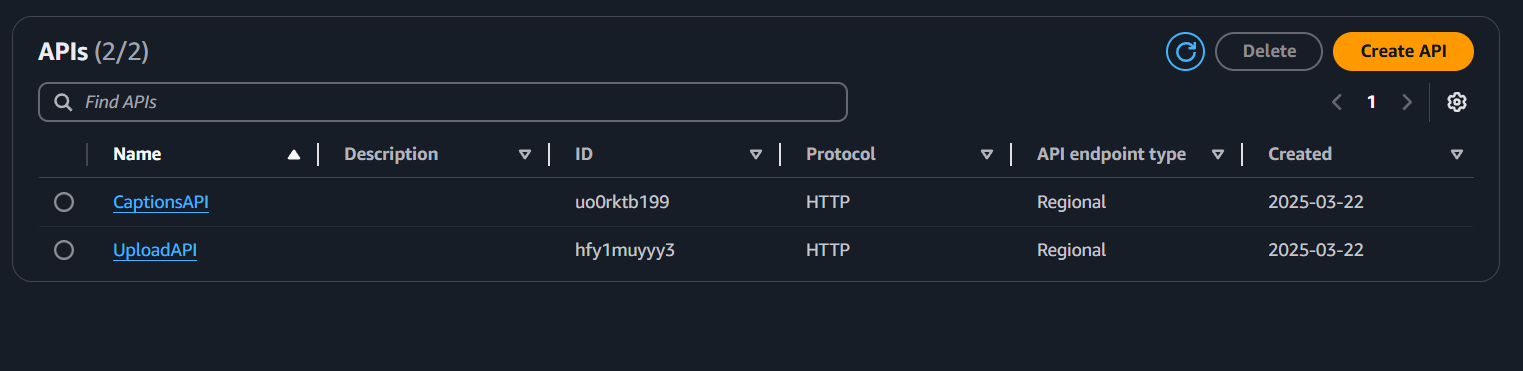 APIs (2/2)
Delete
Create API
Find APIs
1
Name Description ID Protocol API endpoint type Created
CaptionsAPI uo0rktb199 HTTP Regional 2025-03-22
UploadAPI hfy1muyyy3 HTTP Regional 2025-03-22